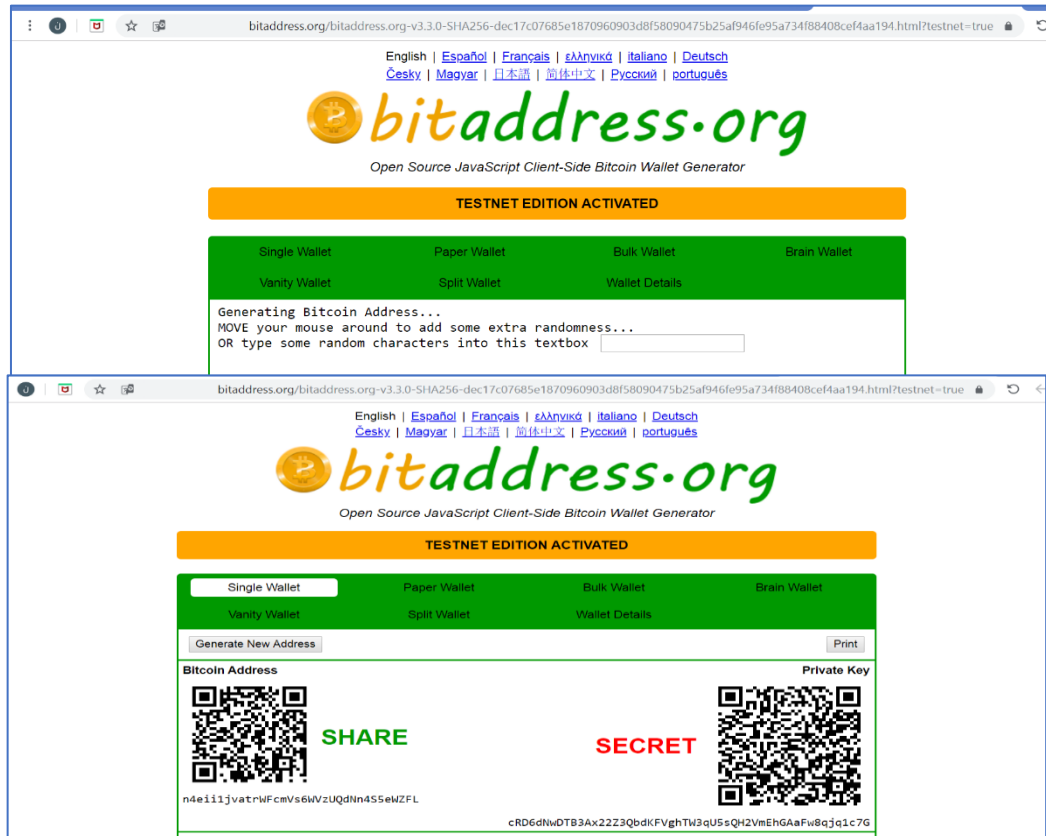 bitaddress.org/bitaddress.org-v3.3.0-SHA256-dec17c07685e1870960903d8f58090475b25af946fe95a734f88408cef4aa194.html?testnet=true
English | Español | Français | ελληνικά | italiano | Deutsch
Česky | Magyar | 日本語 | 简体中文 | Русский | português
bitaddress.org
Open Source JavaScript Client-Side Bitcoin Wallet Generator
TESTNET EDITION ACTIVATED
Single Wallet Paper Wallet Bulk Wallet Brain Wallet
Vanity Wallet Split Wallet Wallet Details
Generating Bitcoin Address...
MOVE your mouse around to add some extra randomness...
OR type some random characters into this textbox
bitaddress.org/bitaddress.org-v3.3.0-SHA256-dec17c07685e1870960903d8f58090475b25af946fe95a734f88408cef4aa194.html?testnet=true
English | Español | Français | ελληνικά | italiano | Deutsch
Česky | Magyar | 日本語 | 简体中文 | Русский | português
bitaddress.org
Open Source JavaScript Client-Side Bitcoin Wallet Generator
TESTNET EDITION ACTIVATED
Single Wallet Paper Wallet Bulk Wallet Brain Wallet
Vanity Wallet Split Wallet Wallet Details
Generate New Address Print
Bitcoin Address Private Key
SHARE SECRET
n4eii1jvatrWFcmVs6WVzUQdNn4S5eWZFL
cRD6dNwDTB3Ax22Z3QbdKFVghTW3qU5sQH2VmEhGAaFw8qjq1c7G